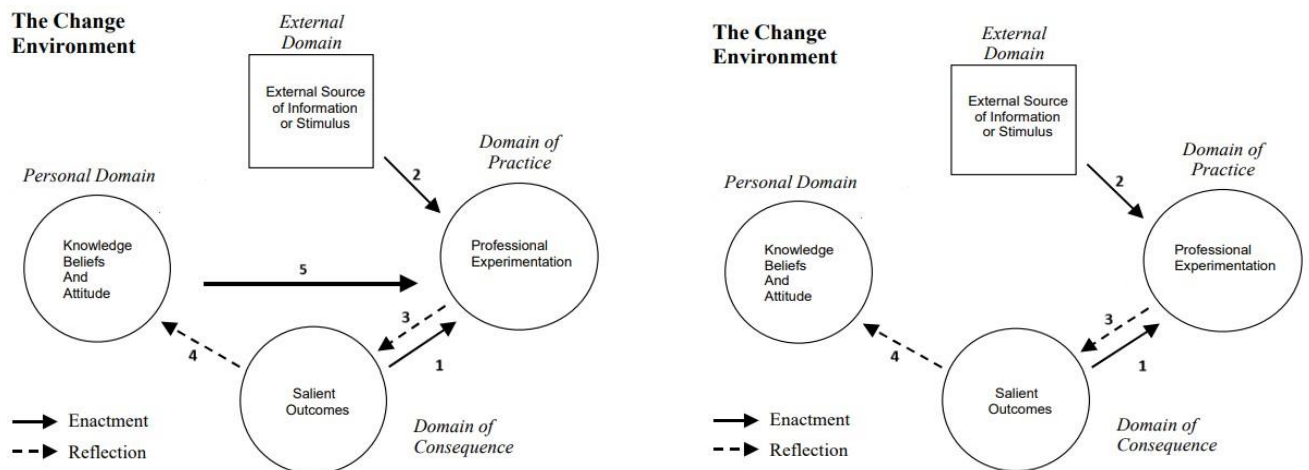 The Change
Environment
External
Domain
External Source
of Information
or Stimulus
Domain of
Practice
2
Personal Domain
Knowledge
Beliefs
And
Attitude
Professional
Experimentation
5
3
4
1
Salient
Outcomes
Enactment
Reflection
Domain of
Consequence
The Change
Environment
External
Domain
External Source
of Information
or Stimulus
Domain of
Practice
2
Personal Domain
Knowledge
Beliefs
And
Attitude
Professional
Experimentation
3
4
1
Salient
Outcomes
Enactment
Reflection
Domain of
Consequence